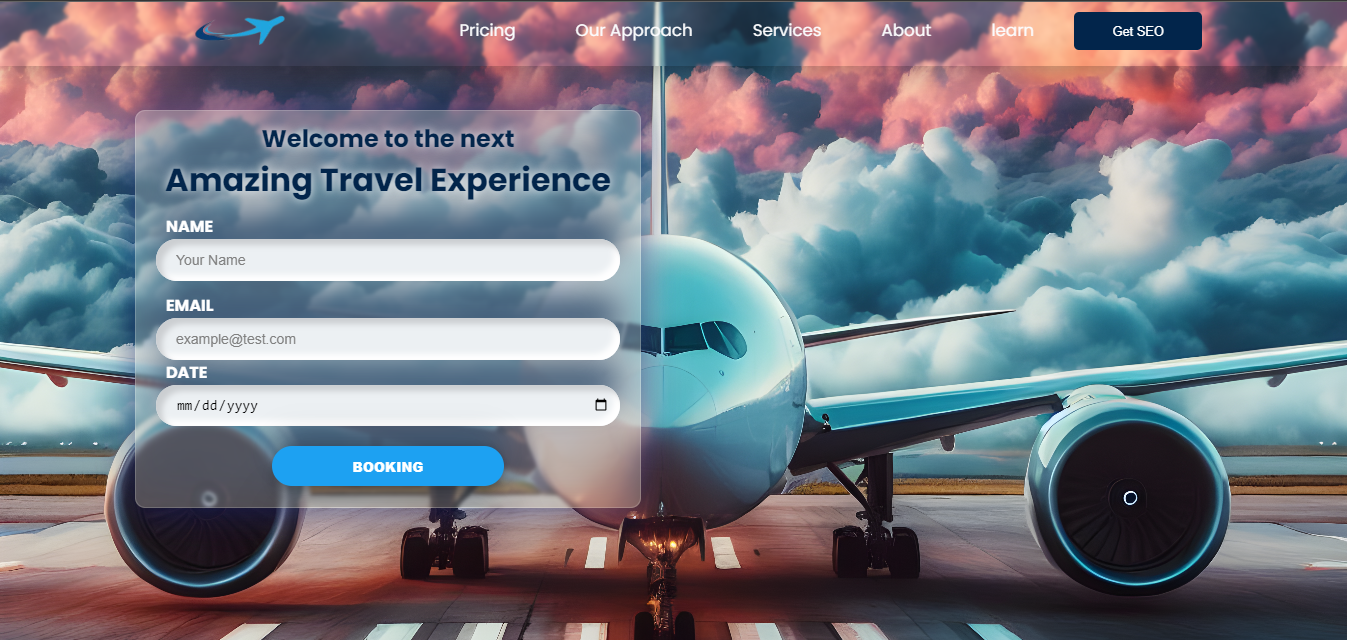 Pricing
Our Approach
Services
About
learn
Get SEO
Welcome to the next
Amazing Travel Experience
NAME
Your Name
EMAIL
example@test.com
DATE
mm/dd/yyyy
BOOKING